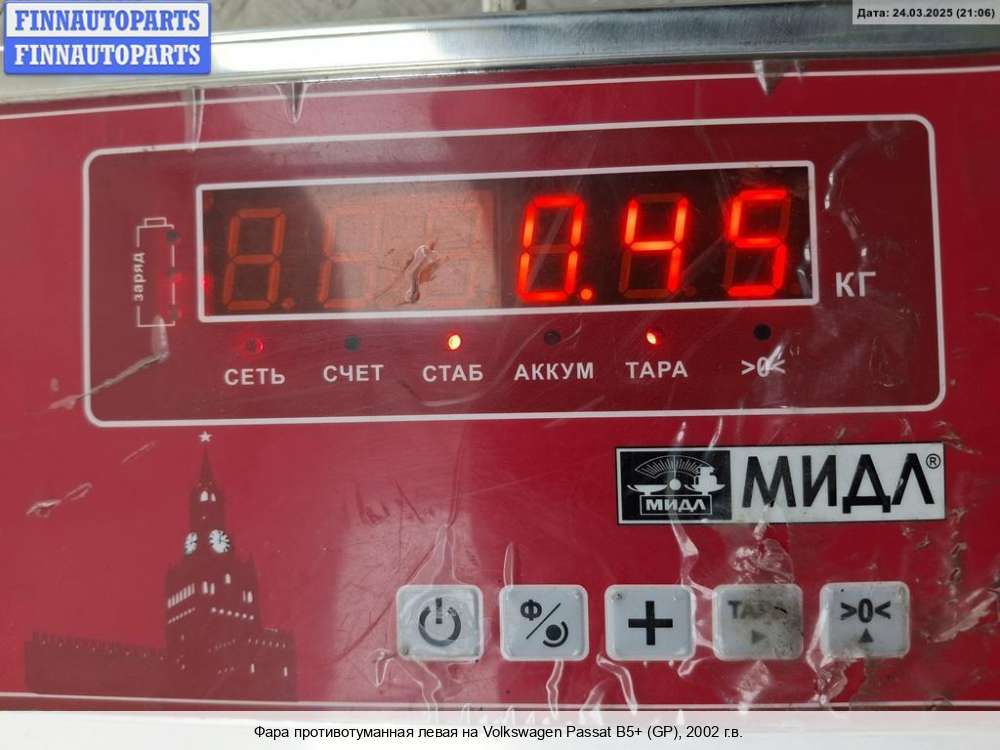 FINNAUTOPARTS
FINNAUTOPARTS
Дата: 24.03.2025 (21:06)
заряд
0.45
КГ
СЕТЬ СЧЕТ СТАБ АККУМ ТАРА >0<
МИДЛ МИДЛ®
Ф/ + >0<
Фара противотуманная левая на Volkswagen Passat B5+ (GP), 2002 г.в.